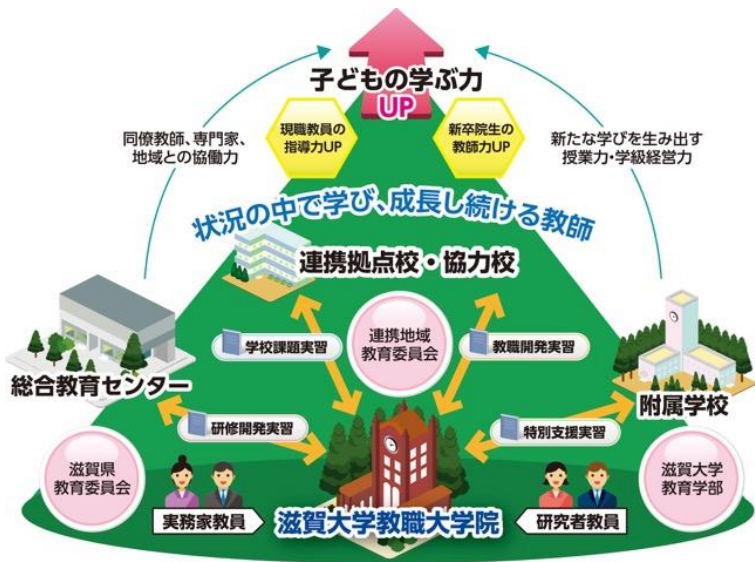 子どもの学ぶ力
UP
現職教員の
指導力UP
新卒院生の
教師力UP
同僚教師、専門家、
地域との協働力
新たな学びを生み出す
授業力・学級経営力
状況の中で学び、成長し続ける教師
連携拠点校・協力校
連携地域
教育委員会
学校課題実習
教職開発実習
総合教育センター
附属学校
研修開発実習
特別支援実習
滋賀県
教育委員会
滋賀大学
教育学部
実務家教員
滋賀大学教職大学院
研究者教員